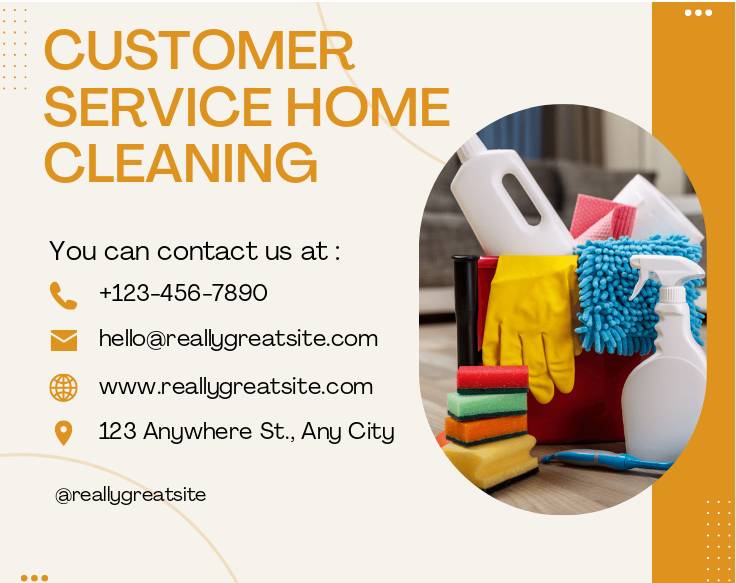 CUSTOMER
SERVICE HOME
CLEANING
You can contact us at :
+123-456-7890
hello@reallygreatsite.com
www.reallygreatsite.com
123 Anywhere St., Any City
@reallygreatsite